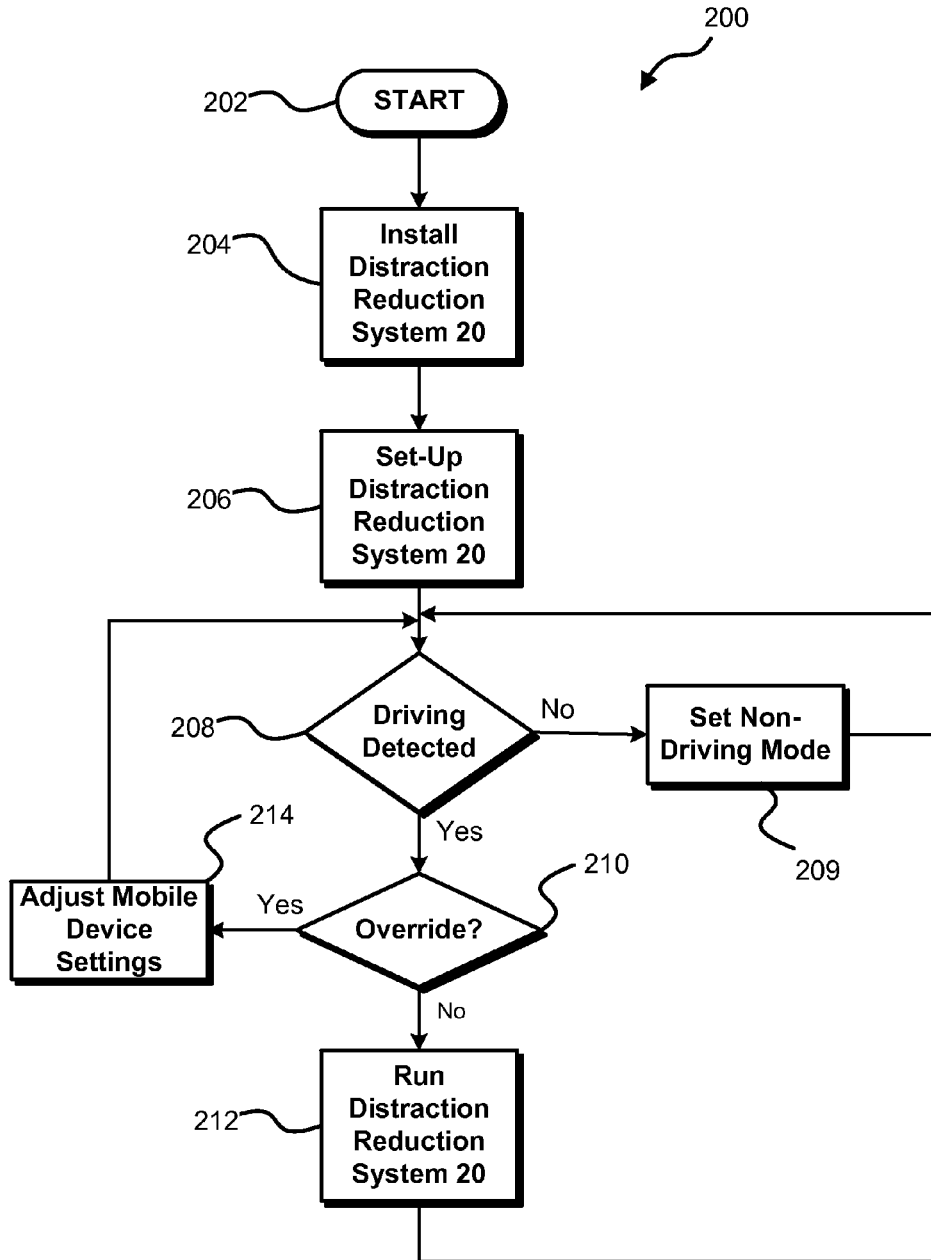 200
202
START
204
Install
Distraction
Reduction
System 20
206
Set-Up
Distraction
Reduction
System 20
208
Driving
Detected
No
Set Non-
Driving Mode
209
Yes
214
Adjust Mobile
Device
Settings
Yes
Override?
210
No
212
Run
Distraction
Reduction
System 20